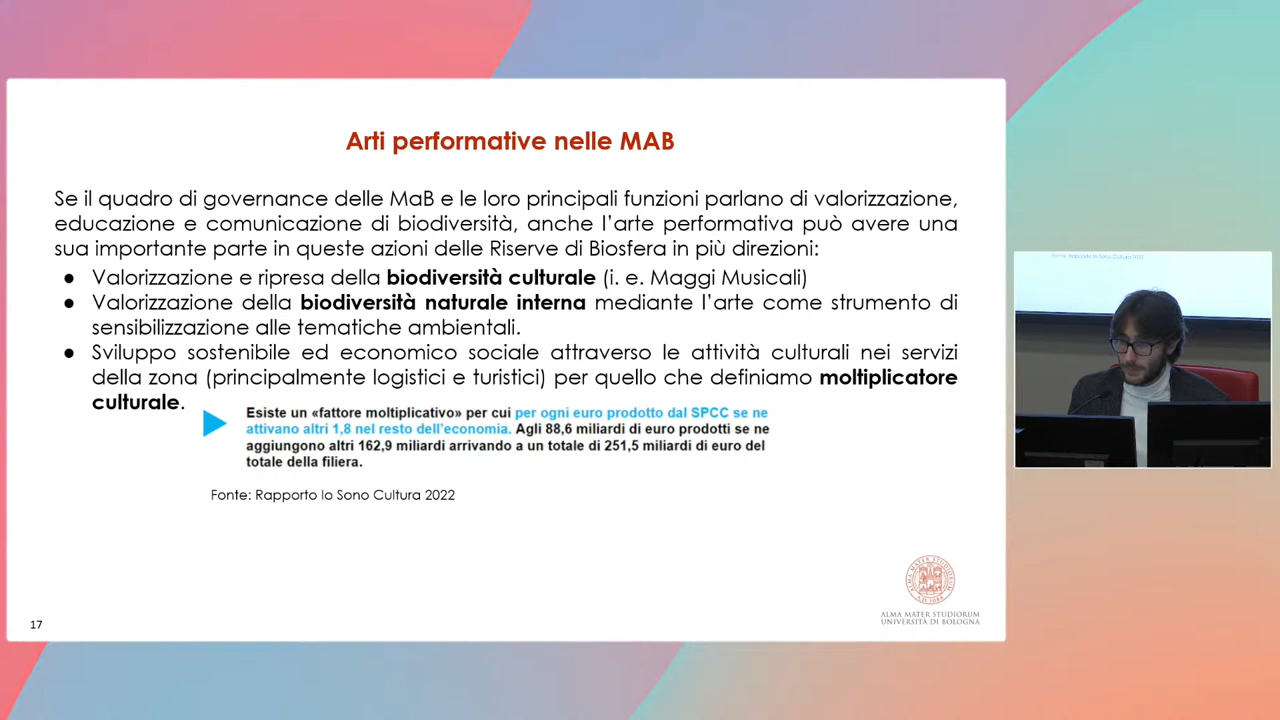 Arti performative nelle MAB
Se il quadro di governance delle MaB e le loro principali funzioni parlano di valorizzazione,
educazione e comunicazione di biodiversità, anche l'arte performativa può avere una
sua importante parte in queste azioni delle Riserve di Biosfera in più direzioni:
● Valorizzazione e ripresa della biodiversità culturale (i. e. Maggi Musicali)
● Valorizzazione della biodiversità naturale interna mediante l'arte come strumento di
sensibilizzazione alle tematiche ambientali.
● Sviluppo sostenibile ed economico sociale attraverso le attività culturali nei servizi
della zona (principalmente logistici e turistici) per quello che definiamo moltiplicatore
culturale.
Esiste un «fattore moltiplicativo» per cui per ogni euro prodotto dal SPCC se ne
attivano altri 1,8 nel resto dell'economia. Agli 88,6 miliardi di euro prodotti se ne
aggiungono altri 162,9 miliardi arrivando a un totale di 251,5 miliardi di euro del
totale della filiera.
Fonte: Rapporto Io Sono Cultura 2022
ALMA MATER STUDIORUM
UNIVERSITÀ DI BOLOGNA
17
Fonte: Rapporto Io Sono Cultura 2022